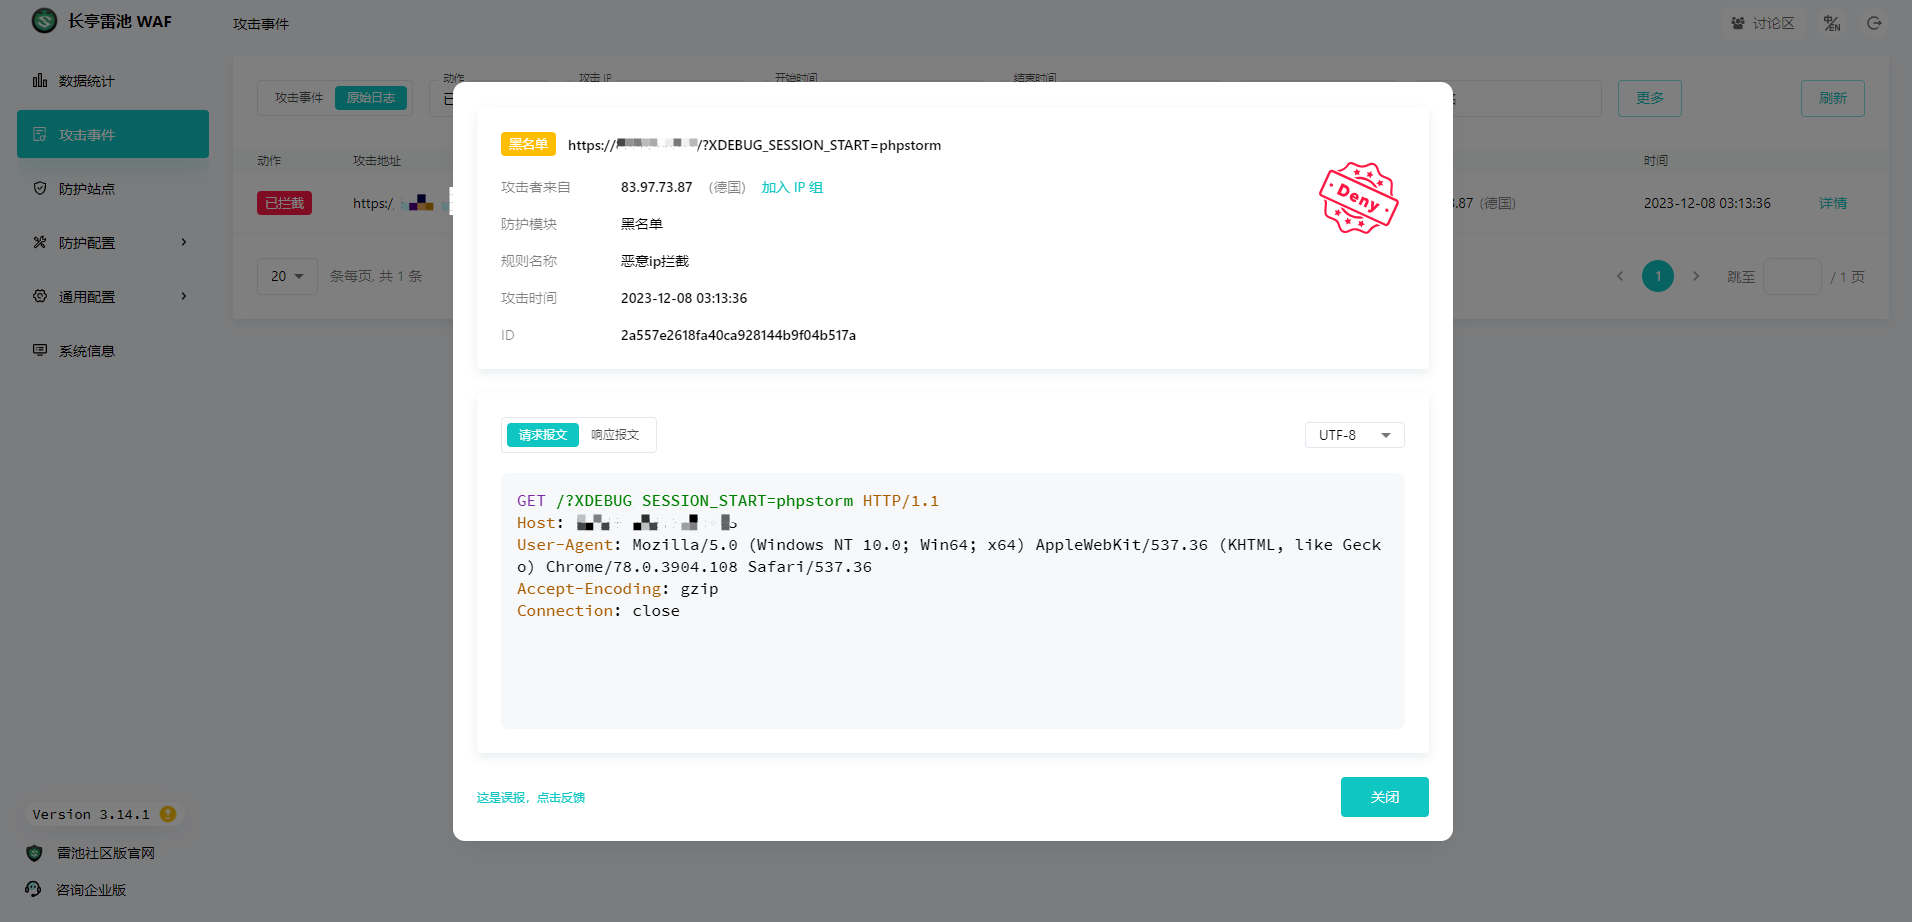 长亭雷池 WAF
攻击事件
讨论区
数据统计
攻击事件
防护站点
防护配置
通用配置
系统信息
Version 3.14.1
雷池社区版官网
咨询企业版
攻击事件 原始日志
动作
攻击 IP
开始时间
结束时间
更多
刷新
动作 攻击地址
时间
已拦截 https:/
.87 (德国) 2023-12-08 03:13:36 详情
20 条每页, 共 1 条
1 跳至 / 1 页
黑名单 https:// /?XDEBUG_SESSION_START=phpstorm
攻击者来自 83.97.73.87 (德国) 加入 IP 组
防护模块 黑名单
规则名称 恶意ip拦截
攻击时间 2023-12-08 03:13:36
ID 2a557e2618fa40ca928144b9f04b517a
Deny
请求报文 响应报文
UTF-8
GET /?XDEBUG_SESSION_START=phpstorm HTTP/1.1
Host:
User-Agent: Mozilla/5.0 (Windows NT 10.0; Win64; x64) AppleWebKit/537.36 (KHTML, like Geck
o) Chrome/78.0.3904.108 Safari/537.36
Accept-Encoding: gzip
Connection: close
这是误报，点击反馈
关闭